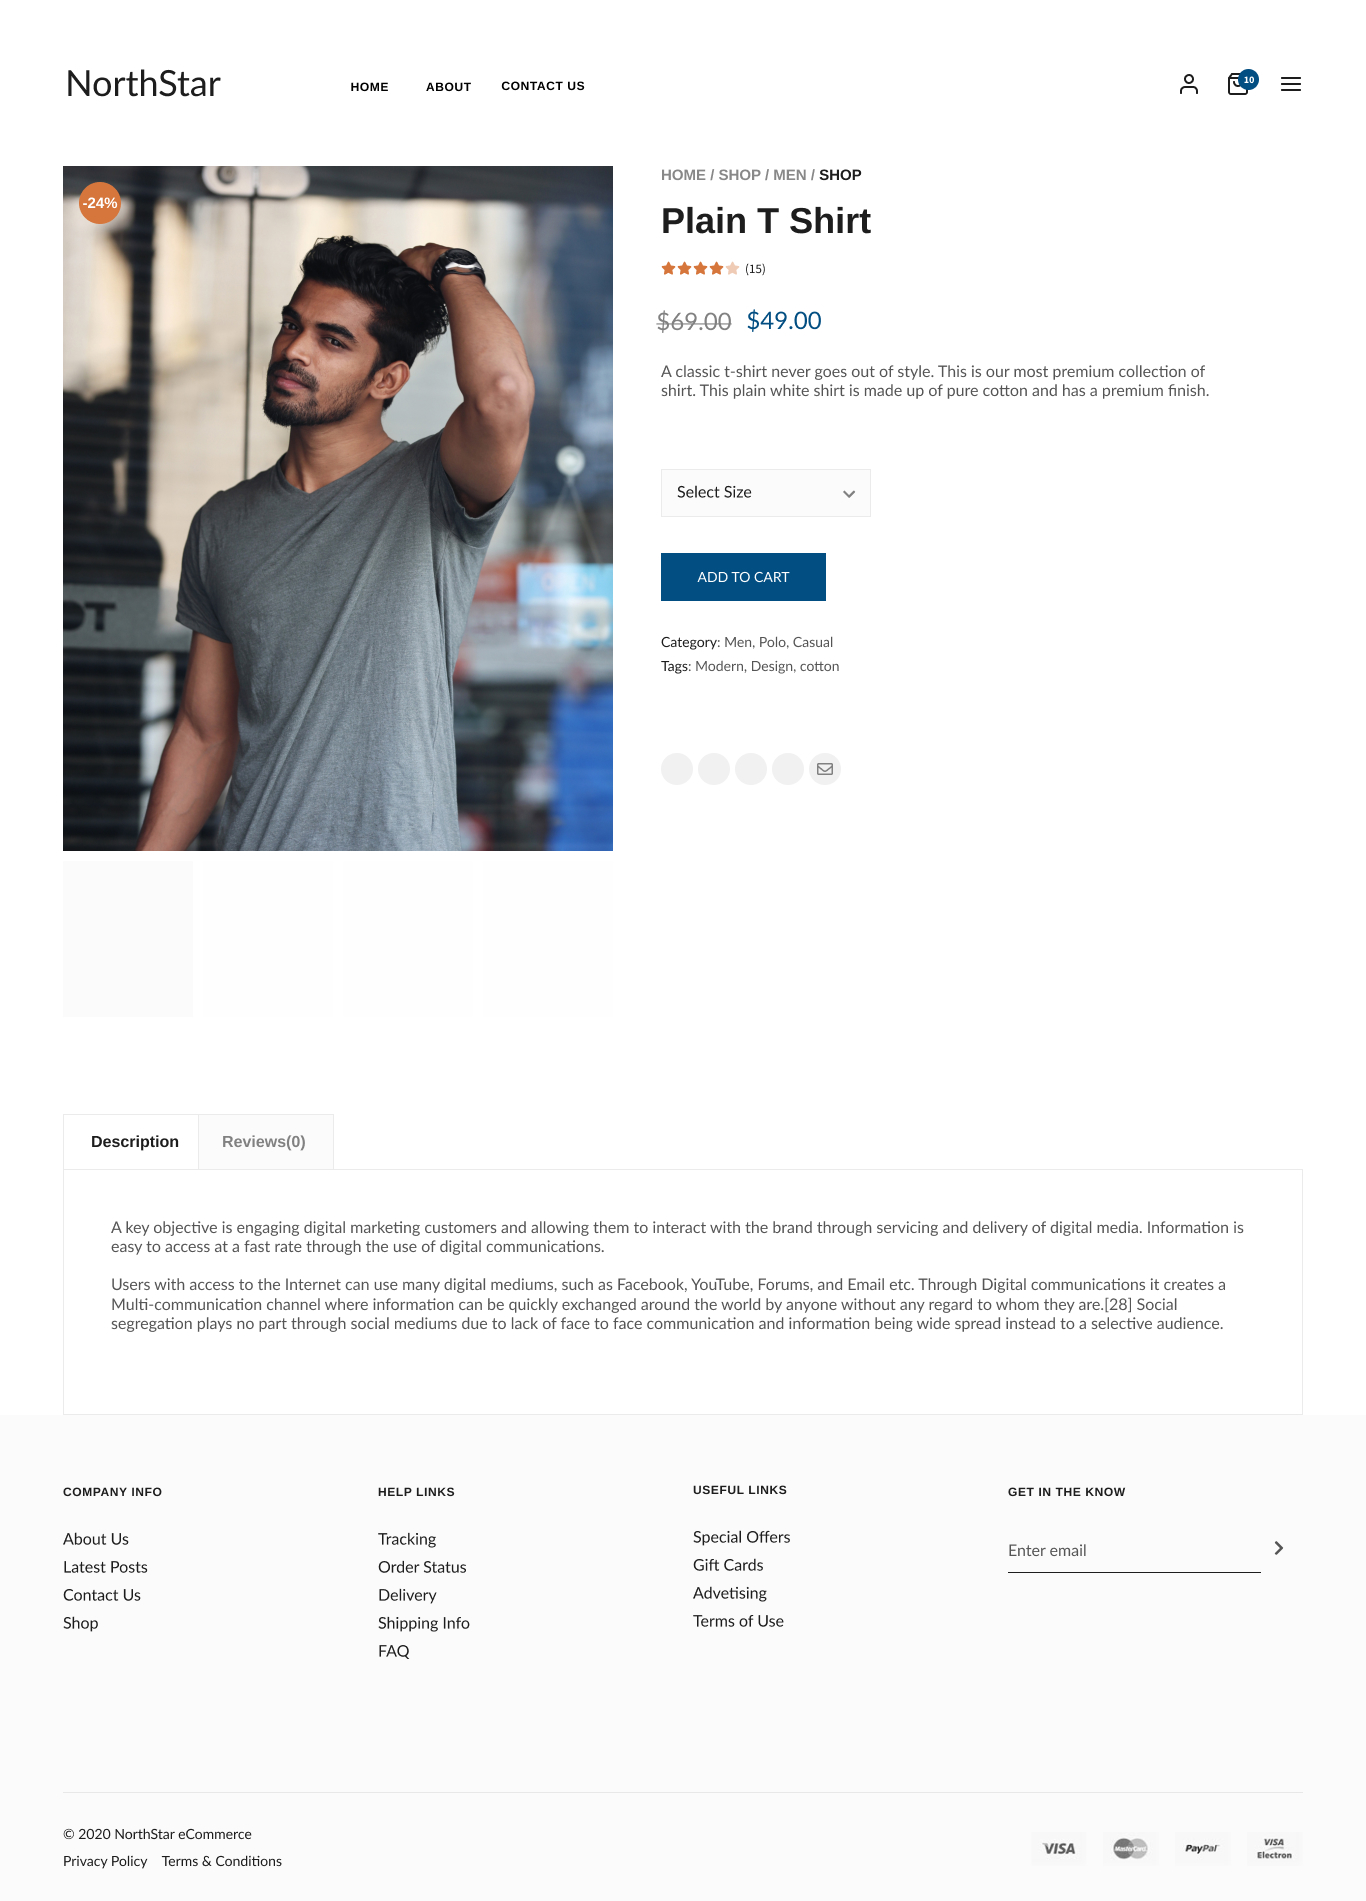 NorthStar
HOME ABOUT CONTACT US
10
-24%
HOME / SHOP / MEN / SHOP
Plain T Shirt
(15)
$69.00 $49.00
A classic t-shirt never goes out of style. This is our most premium collection of
shirt. This plain white shirt is made up of pure cotton and has a premium finish.
Select Size
ADD TO CART
Category: Men, Polo, Casual
Tags: Modern, Design, cotton
OPEN
OT
Description Reviews(0)
A key objective is engaging digital marketing customers and allowing them to interact with the brand through servicing and delivery of digital media. Information is
easy to access at a fast rate through the use of digital communications.
Users with access to the Internet can use many digital mediums, such as Facebook, YouTube, Forums, and Email etc. Through Digital communications it creates a
Multi-communication channel where information can be quickly exchanged around the world by anyone without any regard to whom they are.[28] Social
segregation plays no part through social mediums due to lack of face to face communication and information being wide spread instead to a selective audience.
COMPANY INFO
About Us
Latest Posts
Contact Us
Shop
HELP LINKS
Tracking
Order Status
Delivery
Shipping Info
FAQ
USEFUL LINKS
Special Offers
Gift Cards
Advetising
Terms of Use
GET IN THE KNOW
Enter email
© 2020 NorthStar eCommerce
Privacy Policy Terms & Conditions
VISA
MasterCard
PayPal
VISA
Electron